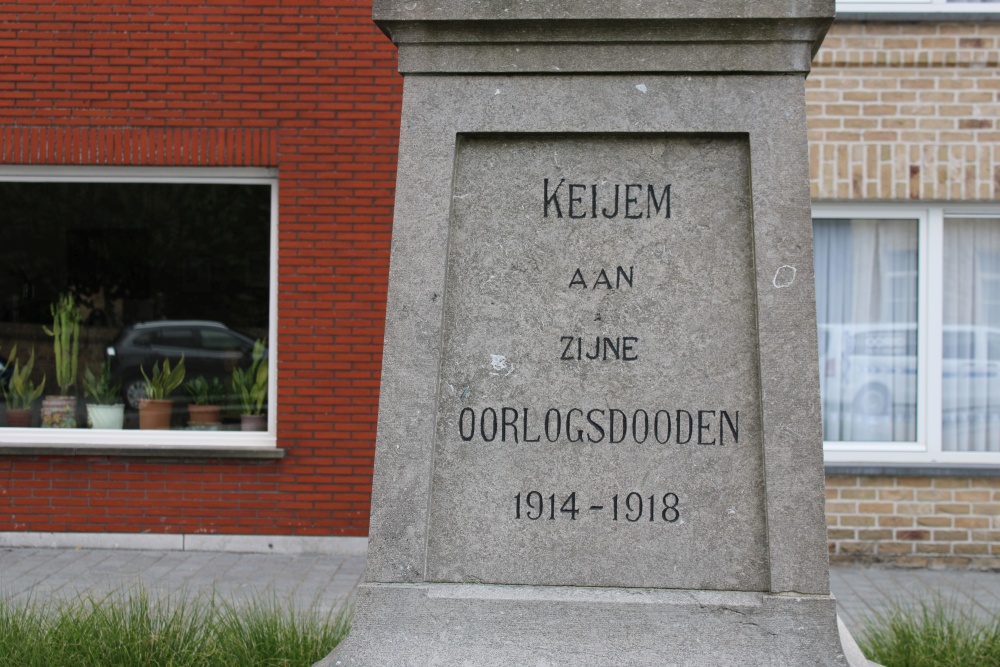 KEIJEM
AAN
ZIJNE
OORLOGSDOODEN
1914-1918